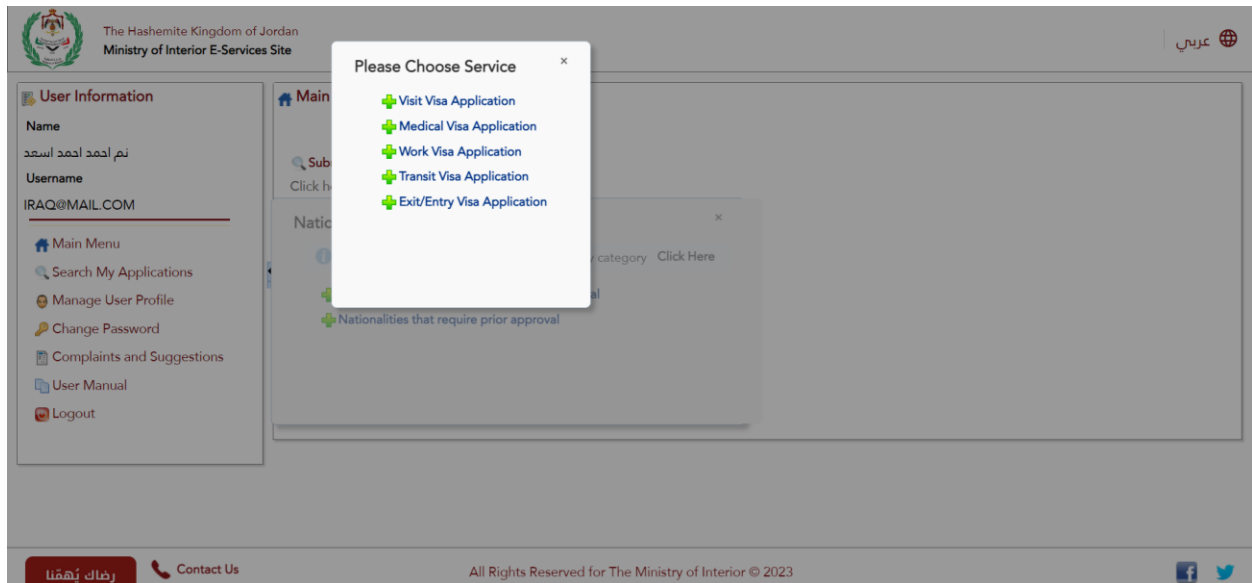 The Hashemite Kingdom of Jordan
Ministry of Interior E-Services Site
عربي
Please Choose Service ×
Visit Visa Application
Medical Visa Application
Work Visa Application
Transit Visa Application
Exit/Entry Visa Application
User Information
Name
نم احمد احمد اسعد
Username
IRAQ@MAIL.COM
Main Menu
Search My Applications
Manage User Profile
Change Password
Complaints and Suggestions
User Manual
Logout
Main
Click
×
category Click Here
Nationalities that require prior approval
رضاك يُهمّنا
Contact Us
All Rights Reserved for The Ministry of Interior © 2023